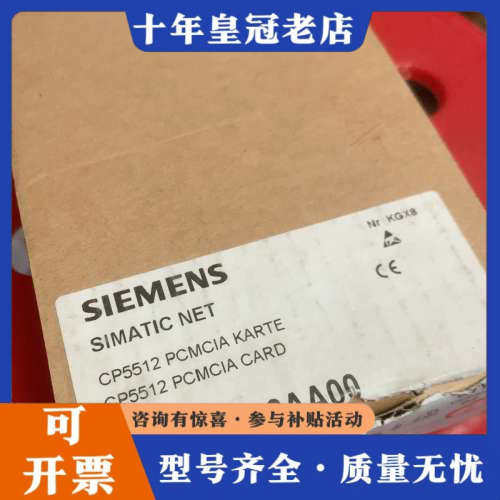 十年皇冠老店
Nr KGX8
CE
SIEMENS
SIMATIC NET
CP5512 PCMCIA KARTE
CP5512 PCMCIA CARD
AA00
咨询有惊喜·参与补贴活动
可开票
型号齐全·质量无忧